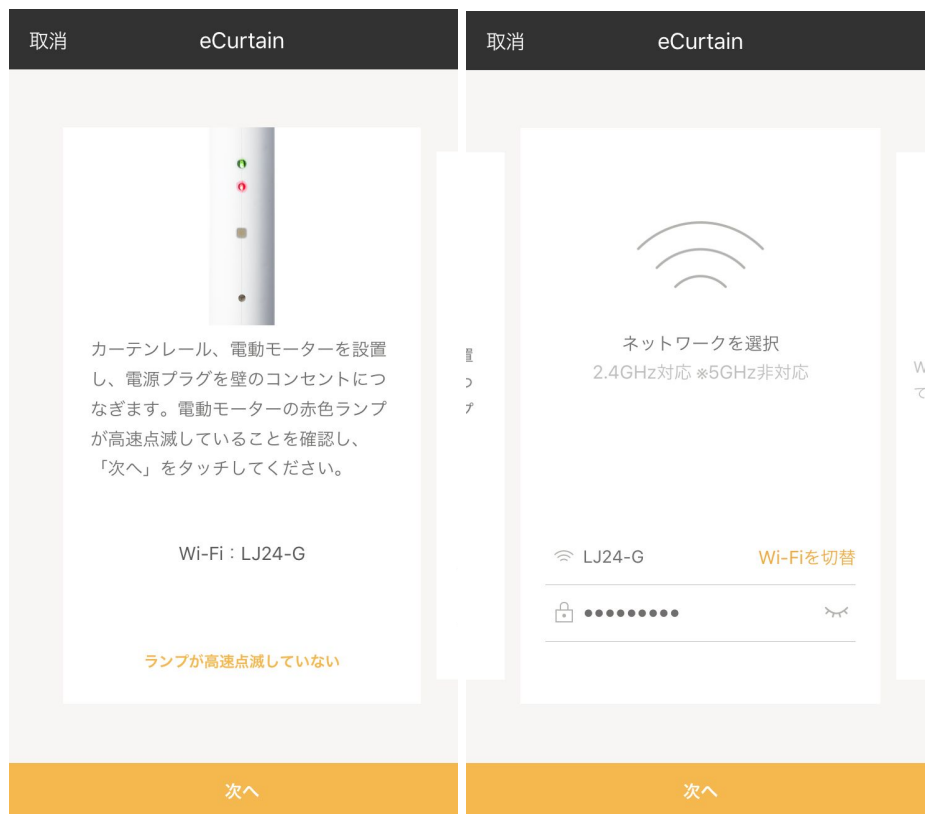 取消
eCurtain
カーテンレール、電動モーターを設置
し、電源プラグを壁のコンセントにつ
なぎます。電動モーターの赤色ランプ
が高速点滅していることを確認し、
「次へ」をタッチしてください。
Wi-Fi：LJ24-G
ランプが高速点滅していない
次へ
取消
eCurtain
置
つ
プ
ネットワークを選択
2.4GHz対応 ※5GHz非対応
LJ24-G
Wi-Fiを切替
●●●●●●●●●
次へ
W
て